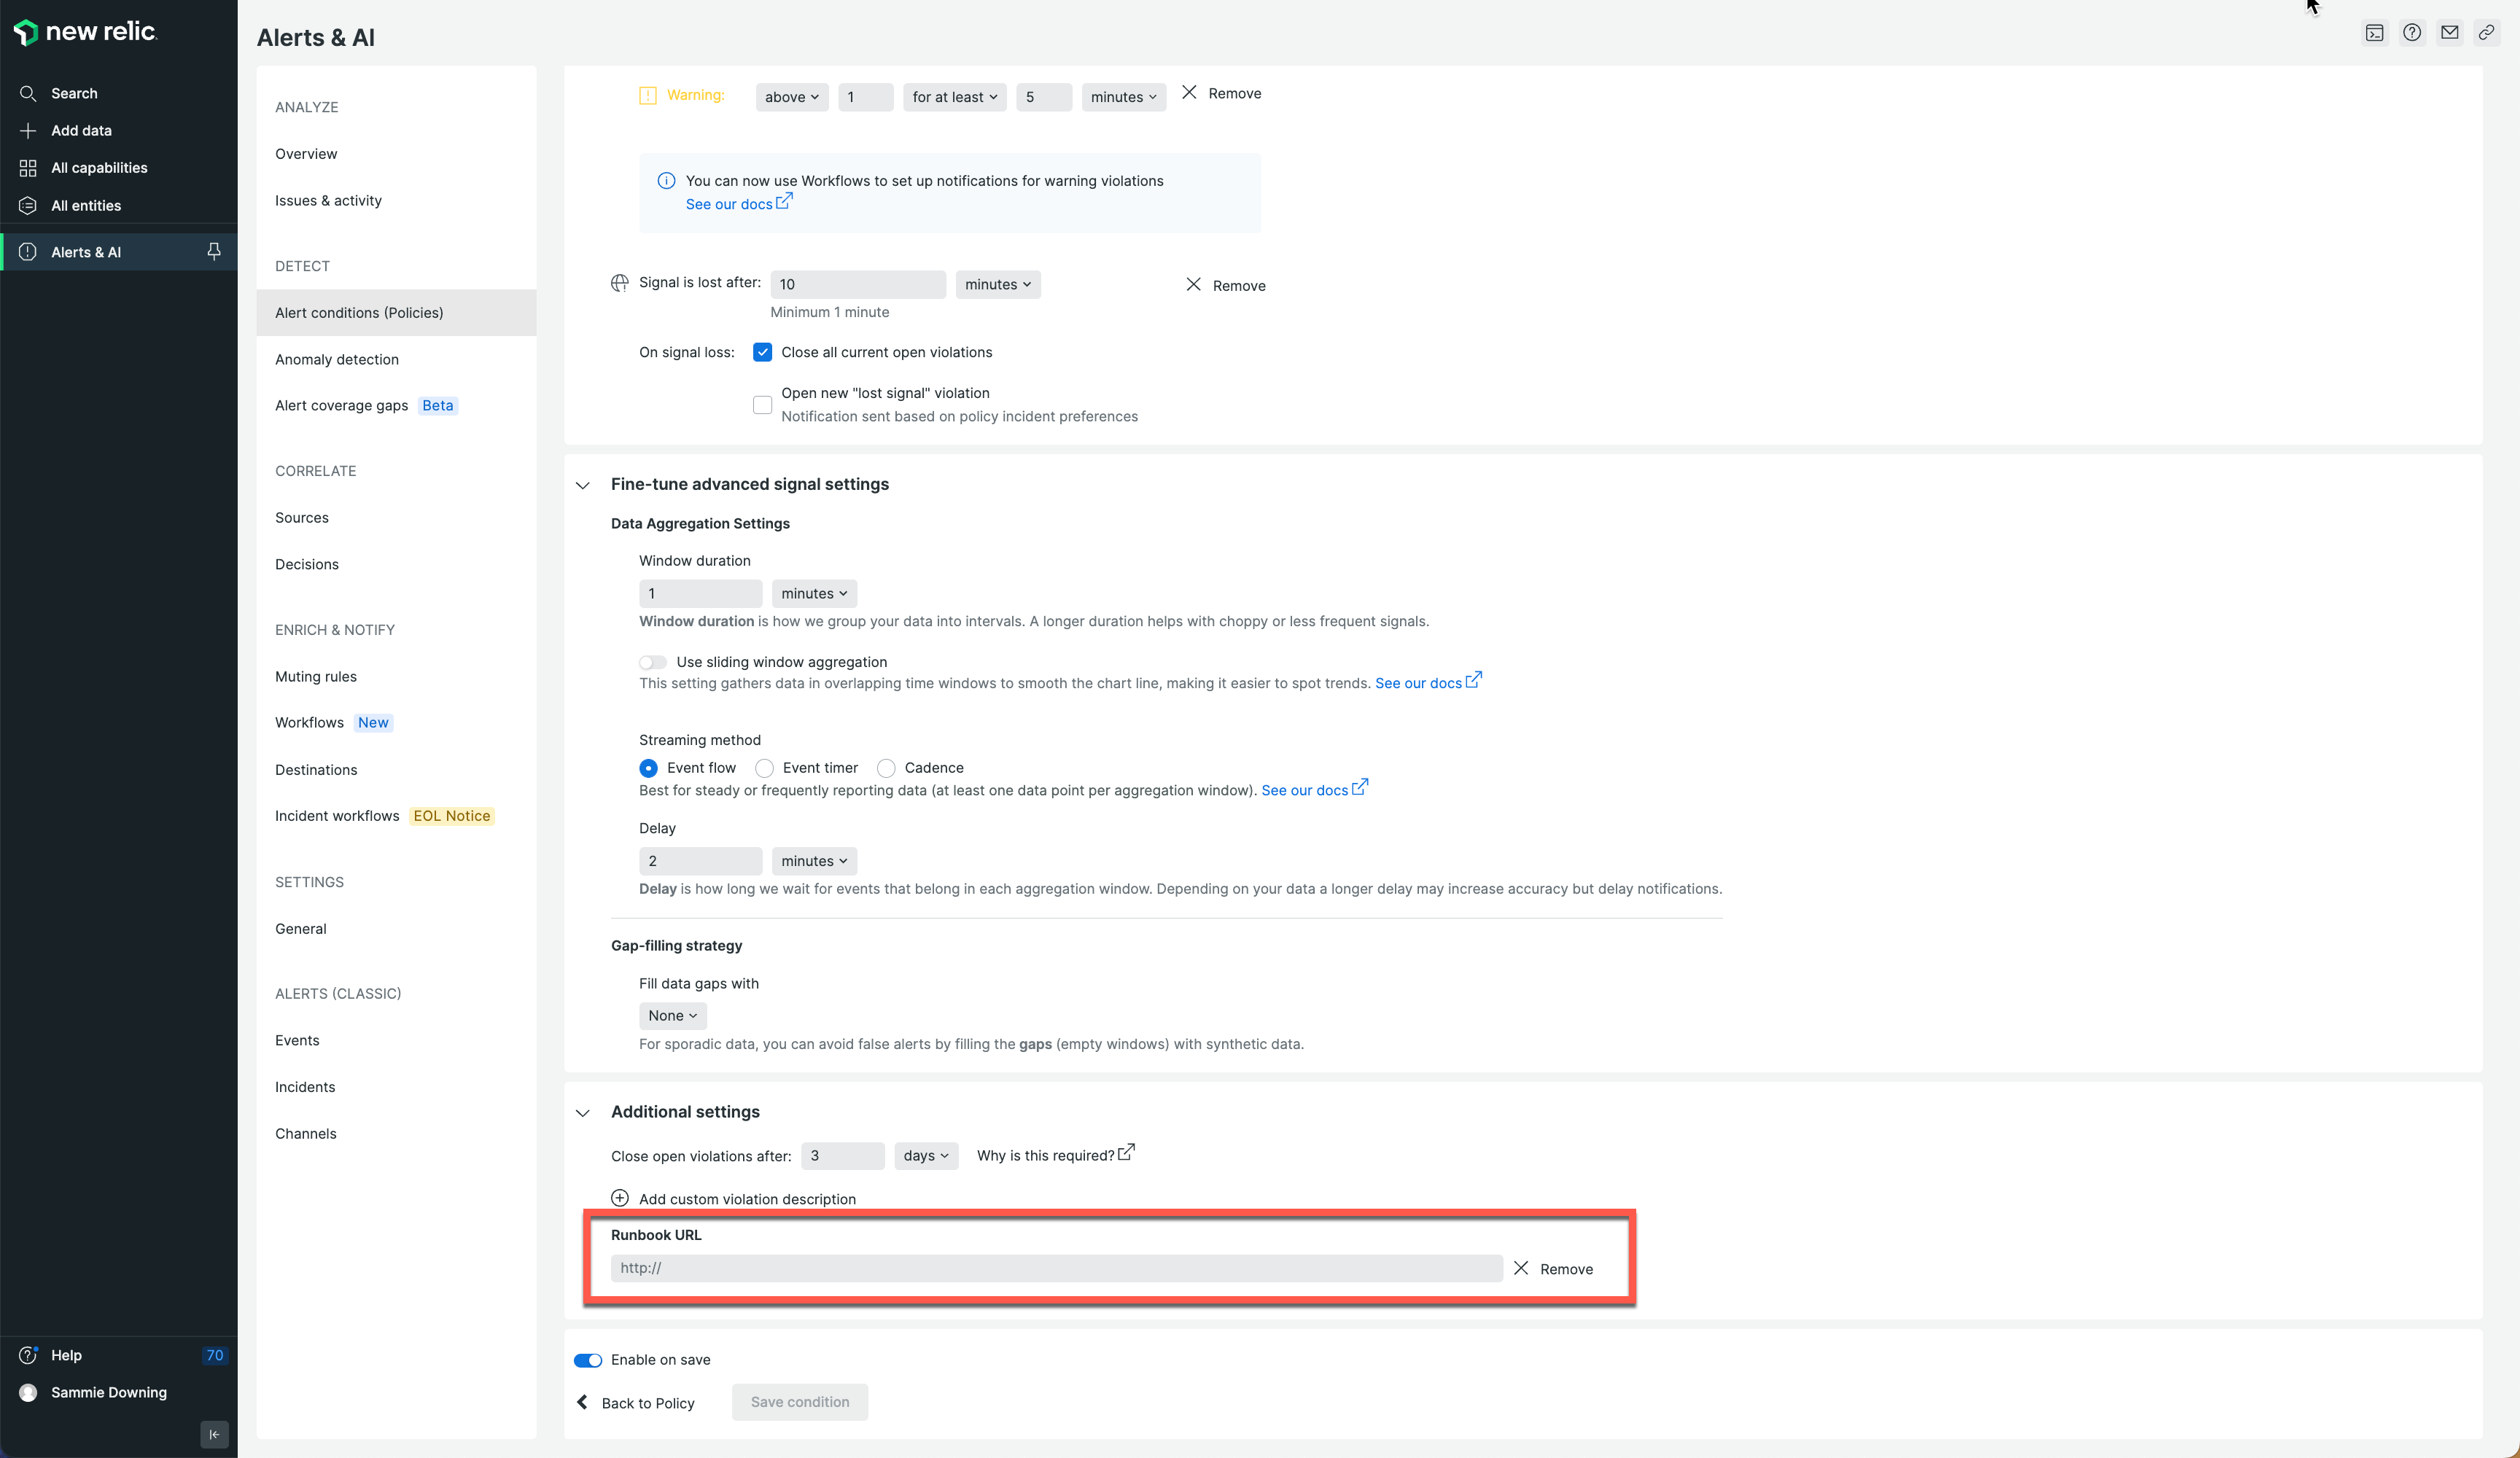 new relic
Search
Add data
All capabilities
All entities
Alerts & AI
Help
70
Sammie Downing
Alerts & AI
ANALYZE
Overview
Issues & activity
DETECT
Alert conditions (Policies)
Anomaly detection
Alert coverage gaps Beta
CORRELATE
Sources
Decisions
ENRICH & NOTIFY
Muting rules
Workflows New
Destinations
Incident workflows EOL Notice
SETTINGS
General
ALERTS (CLASSIC)
Events
Incidents
Channels
Warning: above 1 for at least 5 minutes Remove
You can now use Workflows to set up notifications for warning violations
See our docs
Signal is lost after: 10 minutes Remove
Minimum 1 minute
On signal loss: Close all current open violations
Open new "lost signal" violation
Notification sent based on policy incident preferences
Fine-tune advanced signal settings
Data Aggregation Settings
Window duration
1 minutes
Window duration is how we group your data into intervals. A longer duration helps with choppy or less frequent signals.
Use sliding window aggregation
This setting gathers data in overlapping time windows to smooth the chart line, making it easier to spot trends. See our docs
Streaming method
Event flow Event timer Cadence
Best for steady or frequently reporting data (at least one data point per aggregation window). See our docs
Delay
2 minutes
Delay is how long we wait for events that belong in each aggregation window. Depending on your data a longer delay may increase accuracy but delay notifications.
Gap-filling strategy
Fill data gaps with
None
For sporadic data, you can avoid false alerts by filling the gaps (empty windows) with synthetic data.
Additional settings
Close open violations after: 3 days Why is this required?
Add custom violation description
Runbook URL
http:// Remove
Enable on save
Back to Policy Save condition